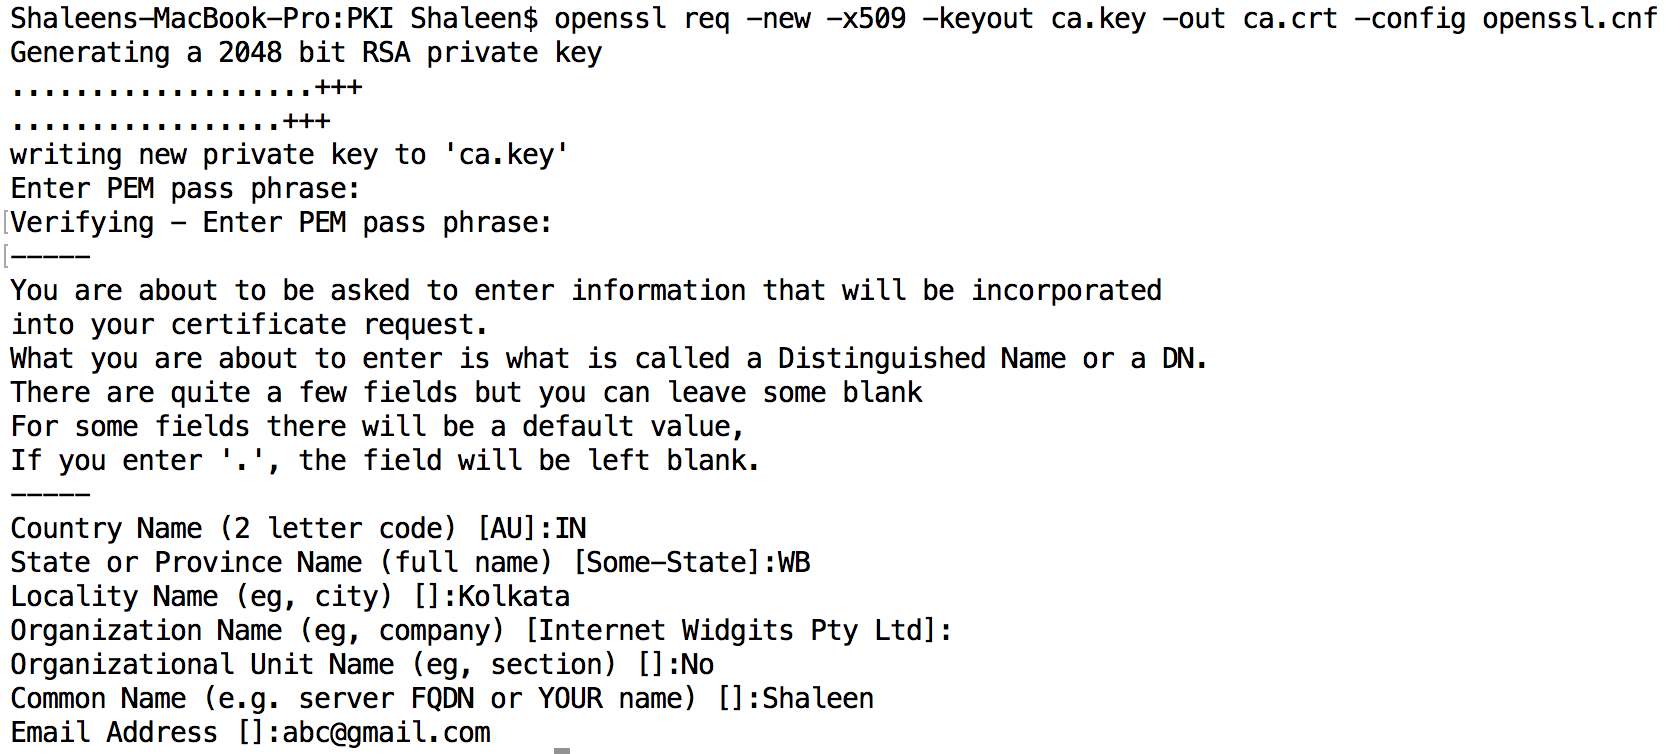 Shaleens-MacBook-Pro:PKI Shaleen$ openssl req -new -x509 -keyout ca.key -out ca.crt -config openssl.cnf
Generating a 2048 bit RSA private key
...................+++
.................+++
writing new private key to 'ca.key'
Enter PEM pass phrase:
[Verifying - Enter PEM pass phrase:
[-----
You are about to be asked to enter information that will be incorporated
into your certificate request.
What you are about to enter is what is called a Distinguished Name or a DN.
There are quite a few fields but you can leave some blank
For some fields there will be a default value,
If you enter '.', the field will be left blank.
-----
Country Name (2 letter code) [AU]:IN
State or Province Name (full name) [Some-State]:WB
Locality Name (eg, city) []:Kolkata
Organization Name (eg, company) [Internet Widgits Pty Ltd]:
Organizational Unit Name (eg, section) []:No
Common Name (e.g. server FQDN or YOUR name) []:Shaleen
Email Address []:abc@gmail.com